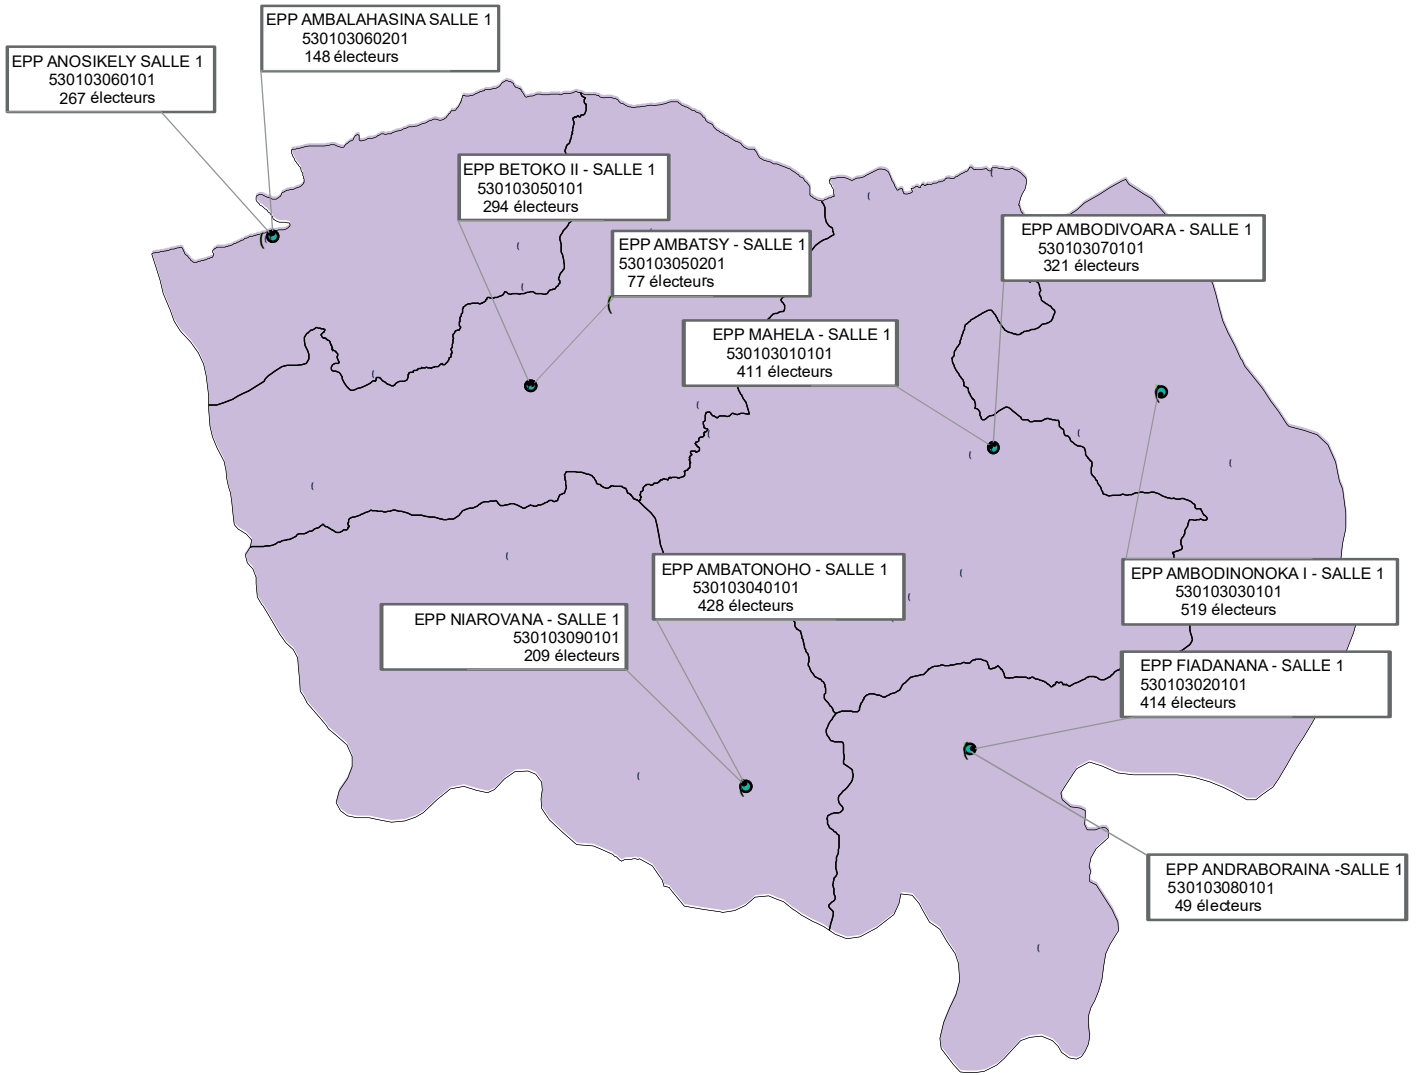 EPP AMBALAHASINA SALLE 1
530103060201
148 électeurs
EPP ANOSIKELY SALLE 1
530103060101
267 électeurs
EPP BETOKO II - SALLE 1
530103050101
294 électeurs
EPP AMBATSY - SALLE 1
530103050201
77 électeurs
EPP AMBODIVOARA - SALLE 1
530103070101
321 électeurs
EPP MAHELA - SALLE 1
530103010101
411 électeurs
EPP AMBATONOHO - SALLE 1
530103040101
428 électeurs
EPP AMBODINONOKA I - SALLE 1
530103030101
519 électeurs
EPP NIAROVANA - SALLE 1
530103090101
209 électeurs
EPP FIADANANA - SALLE 1
530103020101
414 électeurs
EPP ANDRABORAINA -SALLE 1
530103080101
49 électeurs